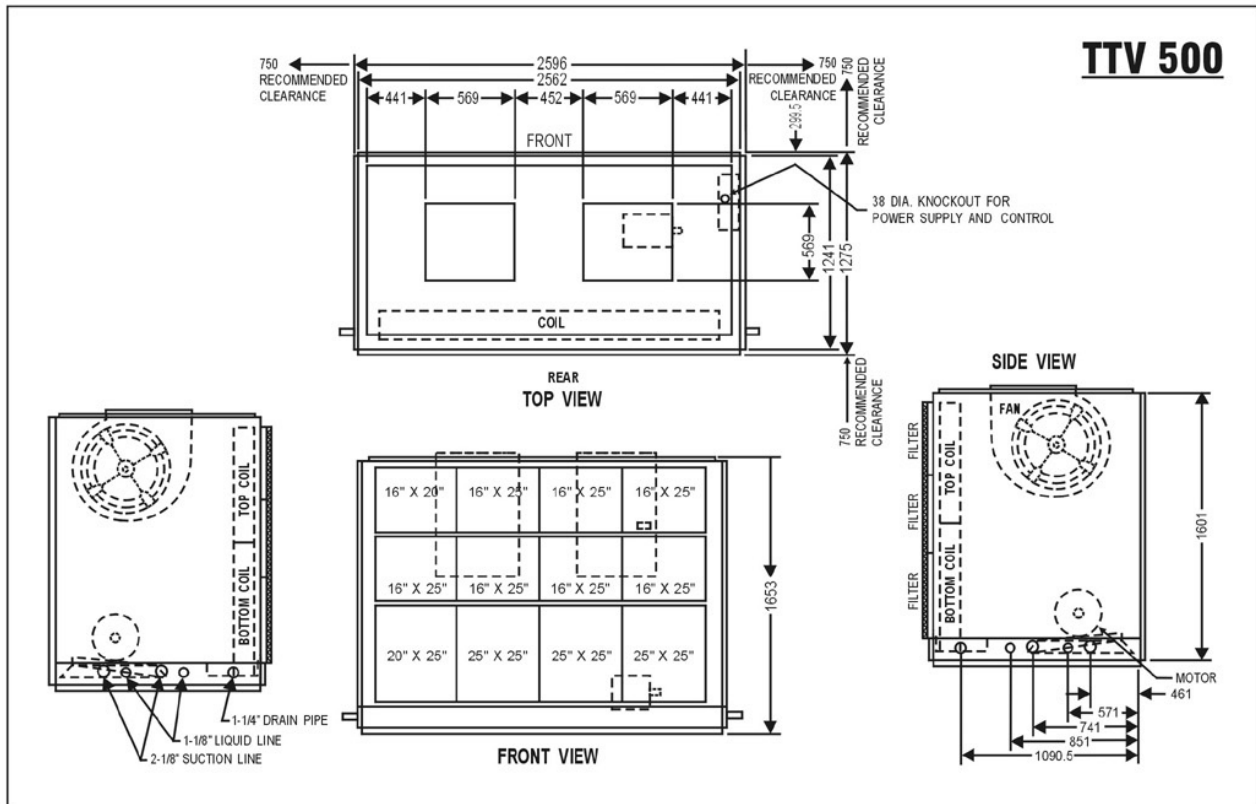 TTV 500
750
RECOMMENDED
CLEARANCE
2596
2562
750
RECOMMENDED
CLEARANCE
750
RECOMMENDED
CLEARANCE
441
569
452
569
441
299.5
FRONT
38 DIA. KNOCKOUT FOR
POWER SUPPLY AND CONTROL
569
1241
1275
COIL
REAR
TOP VIEW
750
RECOMMENDED
CLEARANCE
TOP COIL
BOTTOM COIL
1-1/4" DRAIN PIPE
1-1/8" LIQUID LINE
2-1/8" SUCTION LINE
16" X 20"
16" X 25"
16" X 25"
16" X 25"
16" X 25"
16" X 25"
16" X 25"
16" X 25"
20" X 25"
25" X 25"
25" X 25"
25" X 25"
1653
FRONT VIEW
SIDE VIEW
FAN
FILTER
FILTER
FILTER
TOP COIL
BOTTOM COIL
1601
MOTOR
461
571
741
851
1090.5